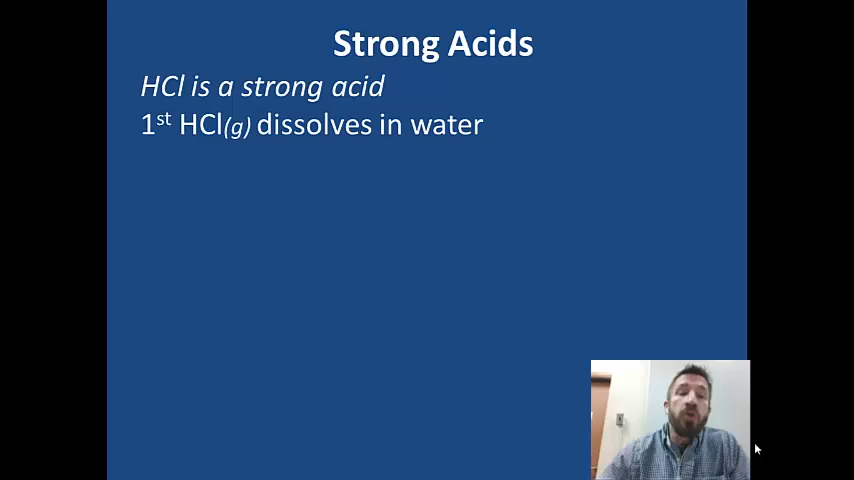 Strong Acids
HCl is a strong acid
1st HCl(g) dissolves in water